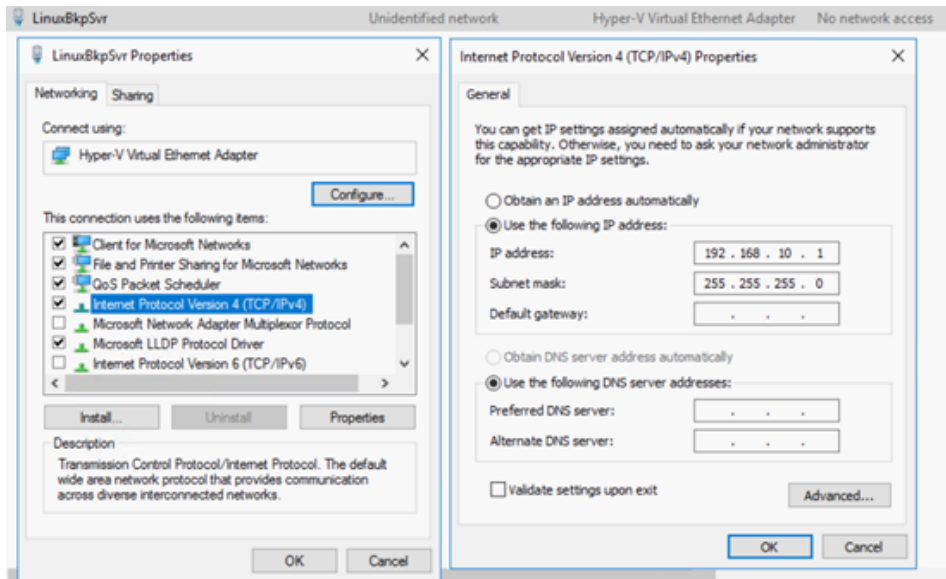 LinuxBkpSvr Unidentified network Hyper-V Virtual Ethernet Adapter No network access
LinuxBkpSvr Properties
Networking Sharing
Connect using:
Hyper-V Virtual Ethernet Adapter
Configure...
This connection uses the following items:
Client for Microsoft Networks
File and Printer Sharing for Microsoft Networks
QoS Packet Scheduler
Internet Protocol Version 4 (TCP/IPv4)
Microsoft Network Adapter Multiplexor Protocol
Microsoft LLDP Protocol Driver
Internet Protocol Version 6 (TCP/IPv6)
Install... Uninstall Properties
Description
Transmission Control Protocol/Internet Protocol. The default
wide area network protocol that provides communication
across diverse interconnected networks.
OK Cancel
Internet Protocol Version 4 (TCP/IPv4) Properties
General
You can get IP settings assigned automatically if your network supports
this capability. Otherwise, you need to ask your network administrator
for the appropriate IP settings.
Obtain an IP address automatically
Use the following IP address:
IP address: 192 . 168 . 10 . 1
Subnet mask: 255 . 255 . 255 . 0
Default gateway: . . .
Obtain DNS server address automatically
Use the following DNS server addresses:
Preferred DNS server: . . .
Alternate DNS server: . . .
Validate settings upon exit
Advanced...
OK Cancel